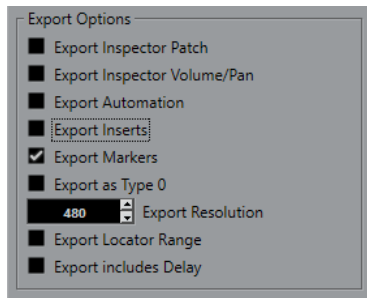 Export Options
Export Inspector Patch
Export Inspector Volume/Pan
Export Automation
Export Inserts
Export Markers
Export as Type 0
480 Export Resolution
Export Locator Range
Export includes Delay